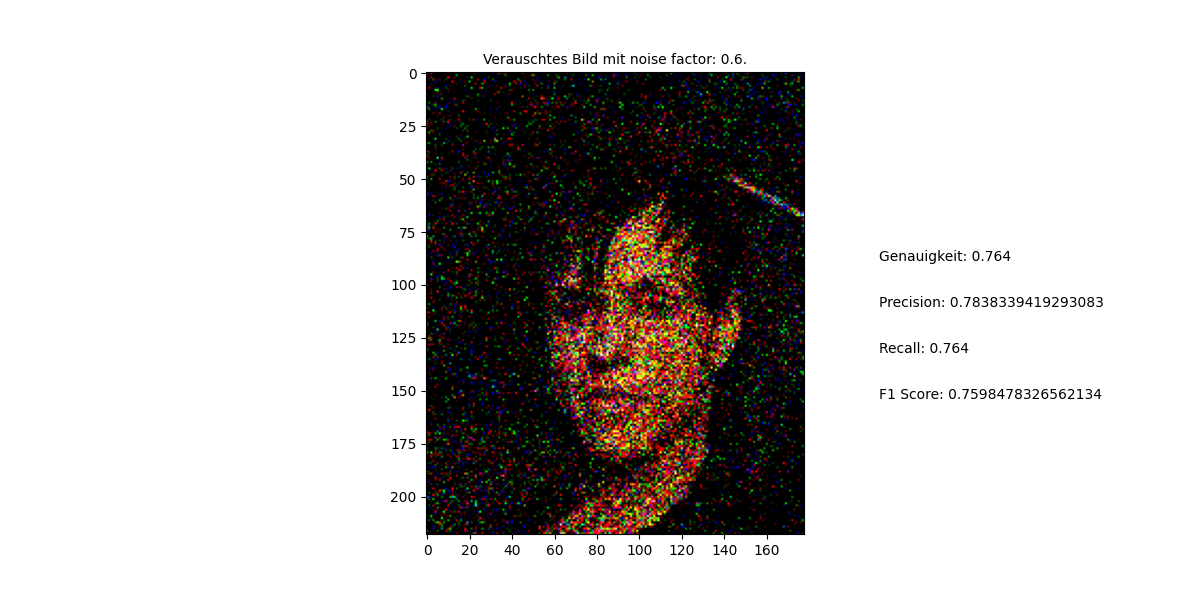 Verauschtes Bild mit noise factor: 0.6.
0
25
50
75
100
125
150
175
200
0 20 40 60 80 100 120 140 160
Genauigkeit: 0.764
Precision: 0.7838339419293083
Recall: 0.764
F1 Score: 0.7598478326562134